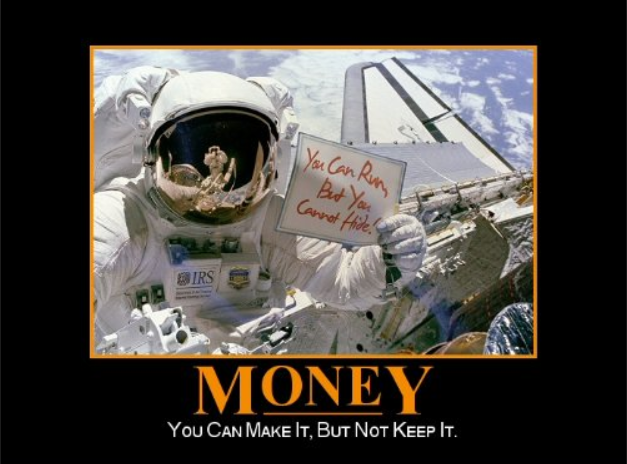 You Can Run,
But You
Cannot Hide!
IRS
MONEY
YOU CAN MAKE IT, BUT NOT KEEP IT.